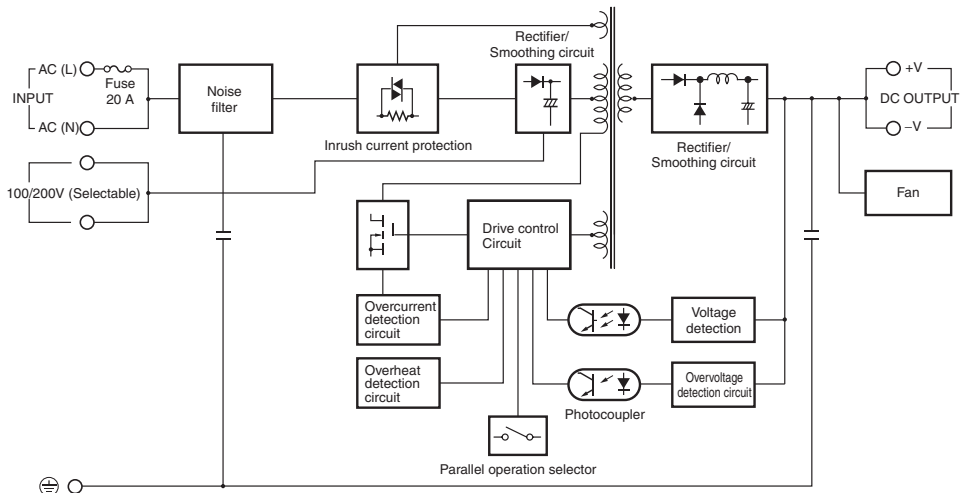 AC (L)
Fuse
20 A
INPUT
AC (N)
100/200V (Selectable)
Noise
filter
Inrush current protection
Rectifier/
Smoothing circuit
Rectifier/
Smoothing circuit
+V
DC OUTPUT
−V
Fan
Drive control
Circuit
Overcurrent
detection
circuit
Overheat
detection
circuit
Voltage
detection
Overvoltage
detection circuit
Photocoupler
Parallel operation selector